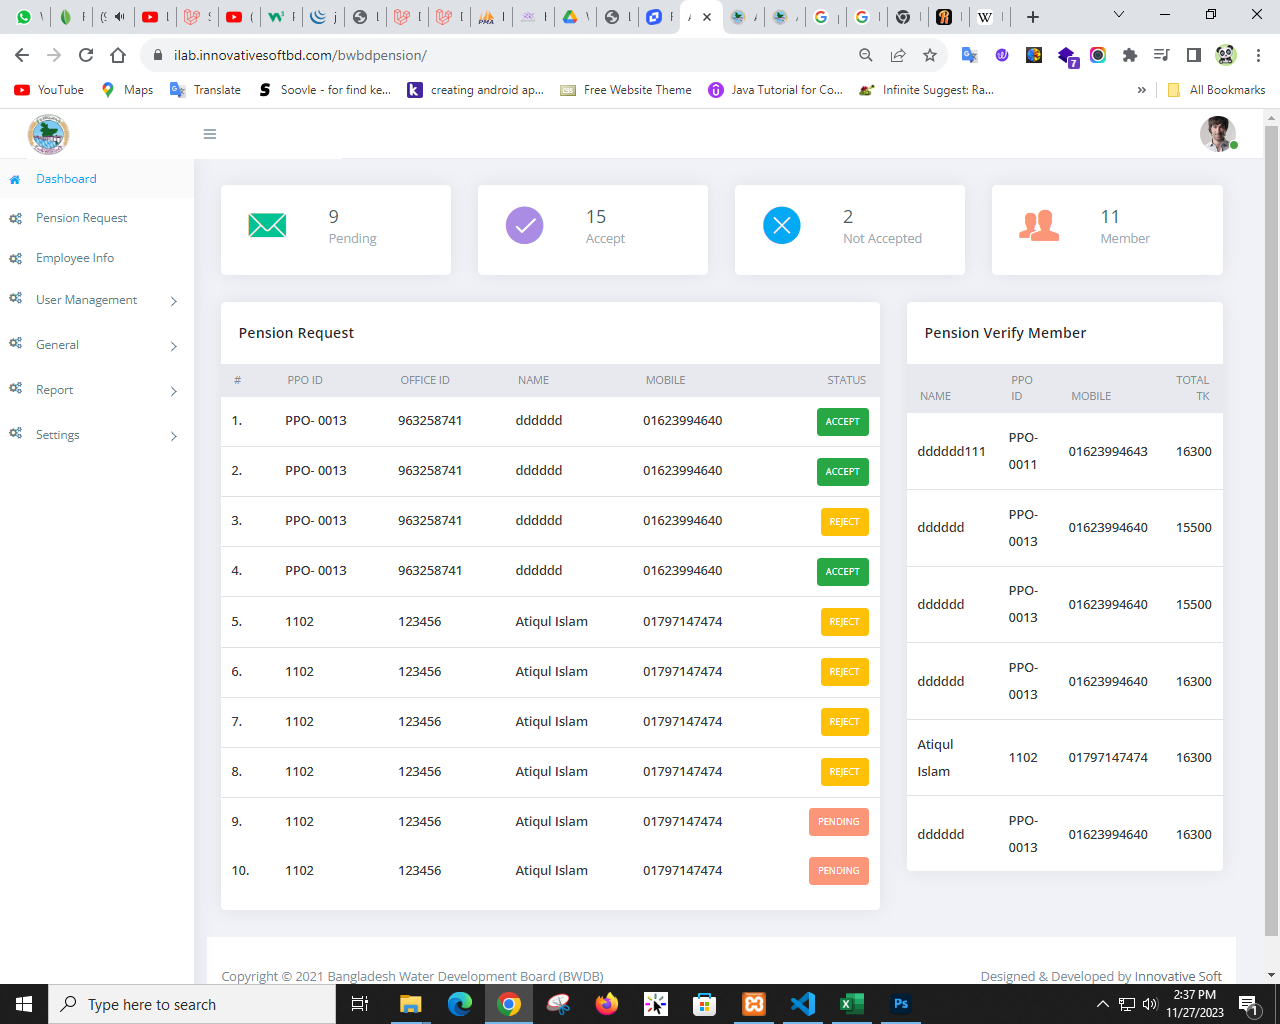 ilab.innovativesoftbd.com/bwbdpension/
7
YouTube Maps Translate Soovle - for find ke... creating android ap... Free Website Theme Java Tutorial for Co... Infinite Suggest: Ra... » All Bookmarks
Dashboard
Pension Request
Employee Info
User Management
General
Report
Settings
9
Pending
15
Accept
2
Not Accepted
11
Member
Pension Request
# PPO ID OFFICE ID NAME MOBILE STATUS
1. PPO- 0013 963258741 dddddd 01623994640 ACCEPT
2. PPO- 0013 963258741 dddddd 01623994640 ACCEPT
3. PPO- 0013 963258741 dddddd 01623994640 REJECT
4. PPO- 0013 963258741 dddddd 01623994640 ACCEPT
5. 1102 123456 Atiqul Islam 01797147474 REJECT
6. 1102 123456 Atiqul Islam 01797147474 REJECT
7. 1102 123456 Atiqul Islam 01797147474 REJECT
8. 1102 123456 Atiqul Islam 01797147474 REJECT
9. 1102 123456 Atiqul Islam 01797147474 PENDING
10. 1102 123456 Atiqul Islam 01797147474 PENDING
Pension Verify Member
NAME PPO ID MOBILE TOTAL TK
dddddd111 PPO- 0011 01623994643 16300
dddddd PPO- 0013 01623994640 15500
dddddd PPO- 0013 01623994640 15500
dddddd PPO- 0013 01623994640 16300
Atiqul Islam 1102 01797147474 16300
dddddd PPO- 0013 01623994640 16300
Copyright © 2021 Bangladesh Water Development Board (BWDB)
Designed & Developed by Innovative Soft
Type here to search
Ps
2:37 PM
11/27/2023
1